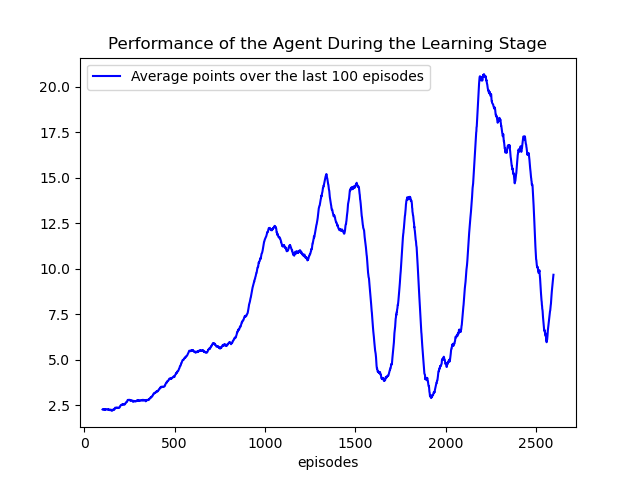 Performance of the Agent During the Learning Stage
Average points over the last 100 episodes
20.0
17.5
15.0
12.5
10.0
7.5
5.0
2.5
0 500 1000 1500 2000 2500
episodes